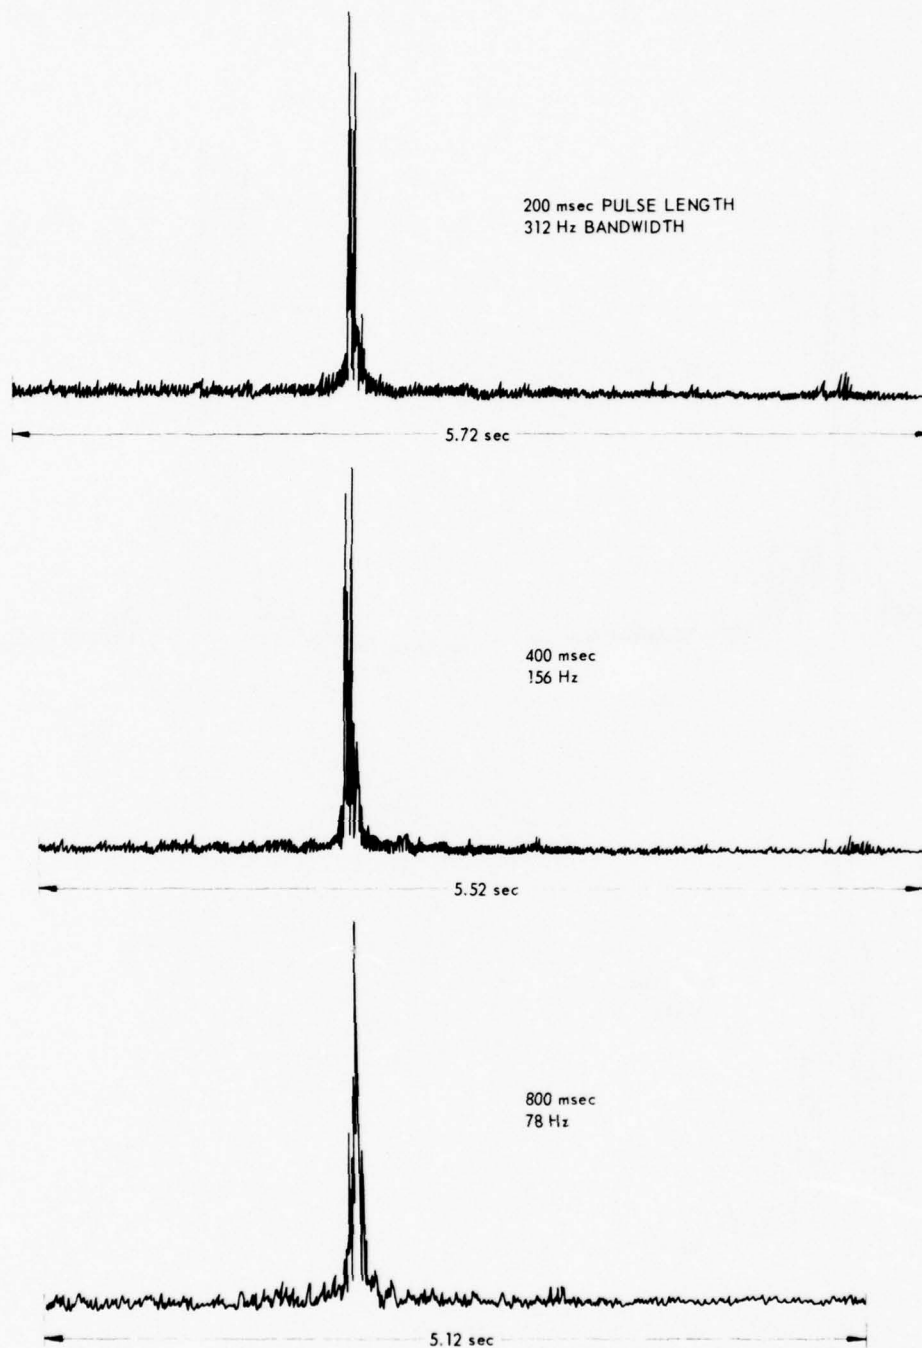 200 msec PULSE LENGTH
312 Hz BANDWIDTH
5.72 sec
400 msec
156 Hz
5.52 sec
800 msec
78 Hz
5.12 sec